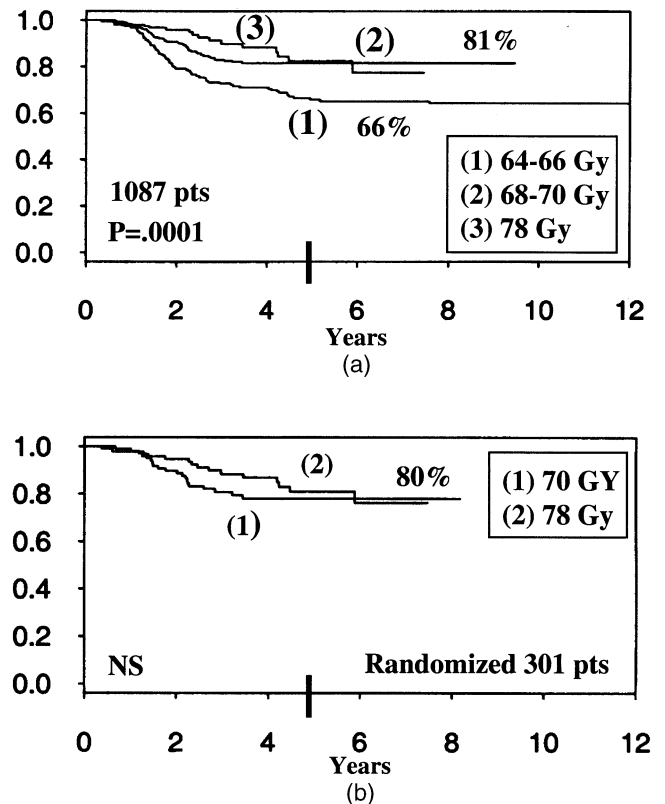 1.0
0.8
0.6
0.4
0.2
0.0
(3)
(2)
81%
(1)
66%
1087 pts
P=.0001
(1) 64-66 Gy
(2) 68-70 Gy
(3) 78 Gy
0 2 4 6 8 10 12
Years
(a)
1.0
0.8
0.6
0.4
0.2
0.0
(2)
80%
(1)
(1) 70 GY
(2) 78 Gy
NS
Randomized 301 pts
0 2 4 6 8 10 12
Years
(b)